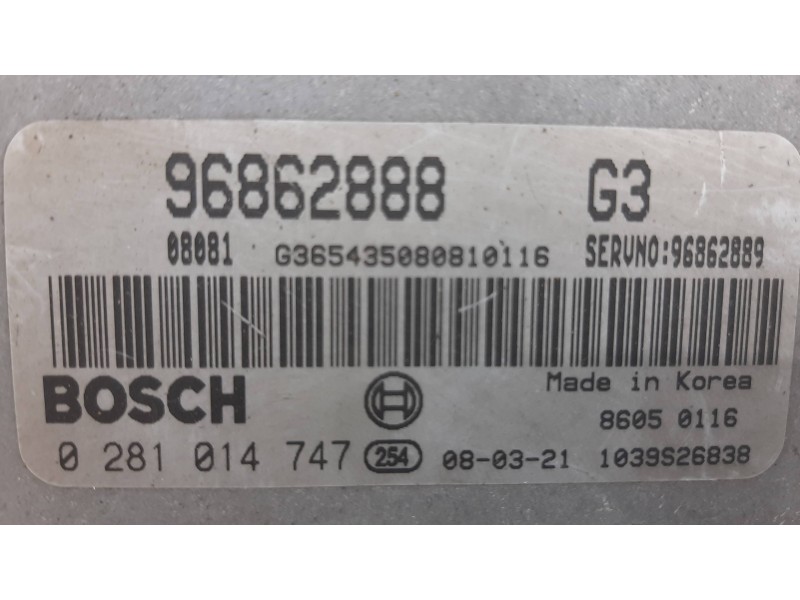 96862888 G3
08081 G365435080810116 SERVNO:96862889
BOSCH Made in Korea
8605 0116
0 281 014 747 254 08-03-21 1039S26838